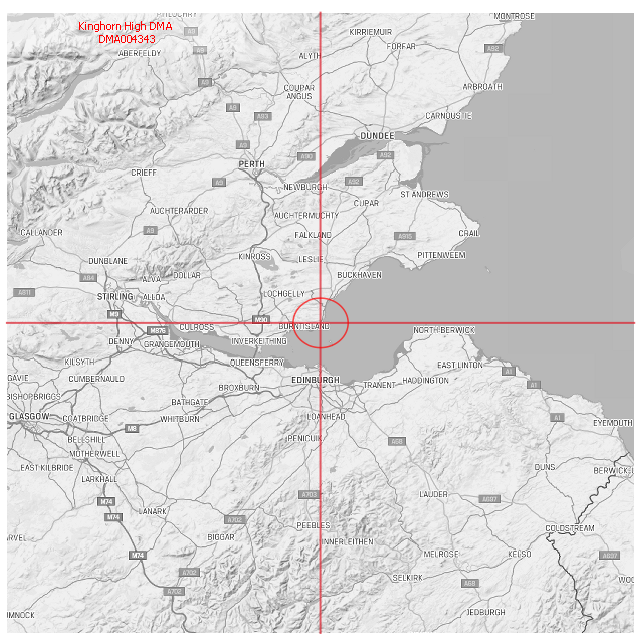 MONTROSE
Kinghorn High DMA
DMA004343
A9
KIRRIEMUIR
FORFAR
A92
A9
ABERFELDY
ALYTH
A9
COUPAR
ANGUS
ARBROATH
A9
A93
CARNOUSTIE
DUNDEE
A9
A90
A92
PERTH
CRIEFF
A9
A92
NEWBURGH
ST ANDREWS
CUPAR
AUCHTERARDER
AUCHTERMUCHTY
CALLANDER
A9
FALKLAND
A915
CRAIL
PITTENWEEM
DUNBLANE
KINROSS
LESLIE
A84
ALVA
DOLLAR
BUCKHAVEN
A811
STIRLING
ALLOA
LOCHGELLY
M9
M90
A876
CULROSS
BURNTISLAND
NORTH BERWICK
DENNY
GRANGEMOUTH
INVERKEITHING
KILSYTH
QUEENSFERRY
EAST LINTON
A1
GAVIE
CUMBERNAULD
EDINBURGH
HADDINGTON
BROXBURN
TRANENT
A1
BISHOPBRIGGS
BATHGATE
GLASGOW
COATBRIDGE
WHITBURN
LOANHEAD
A1
EYEMOUTH
M8
BELLSHILL
PENICUIK
A68
MOTHERWELL
EAST KILBRIDE
DUNS
BERWICK-
LARKHALL
A703
LAUDER
A697
M74
LANARK
M74
A702
PEEBLES
COLDSTREAM
ARVEL
BIGGAR
INNERLEITHEN
M74
MELROSE
KELSO
A697
A702
SELKIRK
A68
WOO
A702
JEDBURGH
UMNOCK